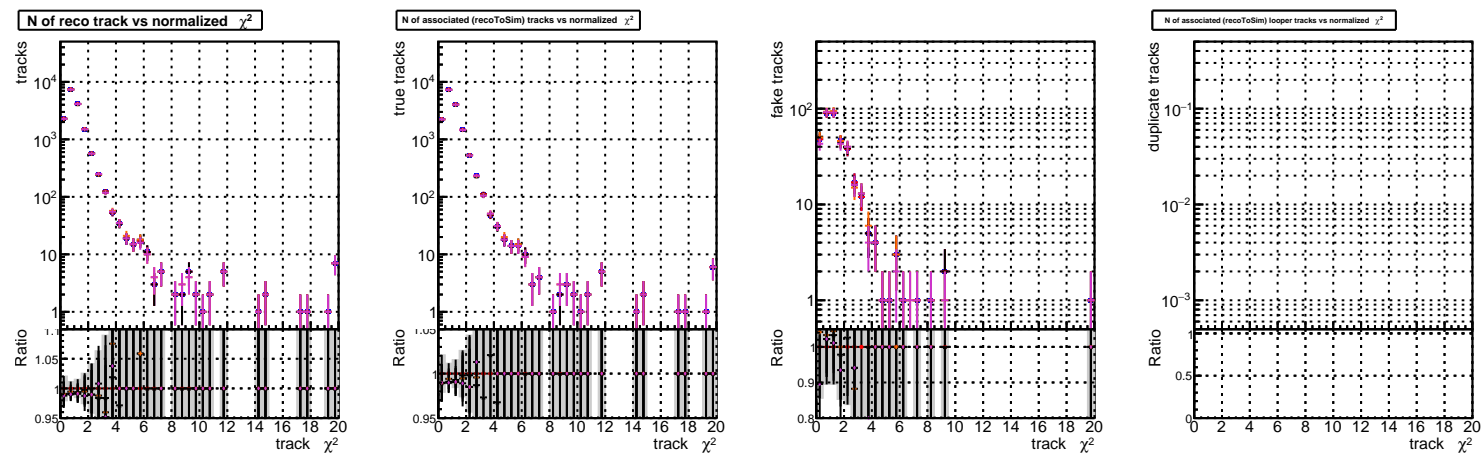 N of reco track vs normalized χ²
tracks
10⁴
10³
10²
10
1
Ratio
1.1
1.05
1
0.95
0 2 4 6 8 10 12 14 16 18 20
track χ²
N of associated (recoToSim) tracks vs normalized χ²
true tracks
10⁴
10³
10²
10
1
Ratio
1.05
1
0.95
0 2 4 6 8 10 12 14 16 18 20
track χ²
fake tracks
10²
10
1
Ratio
1
0.9
0.8
0 2 4 6 8 10 12 14 16 18 20
track χ²
N of associated (recoToSim) looper tracks vs normalized χ²
duplicate tracks
10⁻¹
10⁻²
10⁻³
Ratio
1
0.5
0
0 2 4 6 8 10 12 14 16 18 20
track χ²